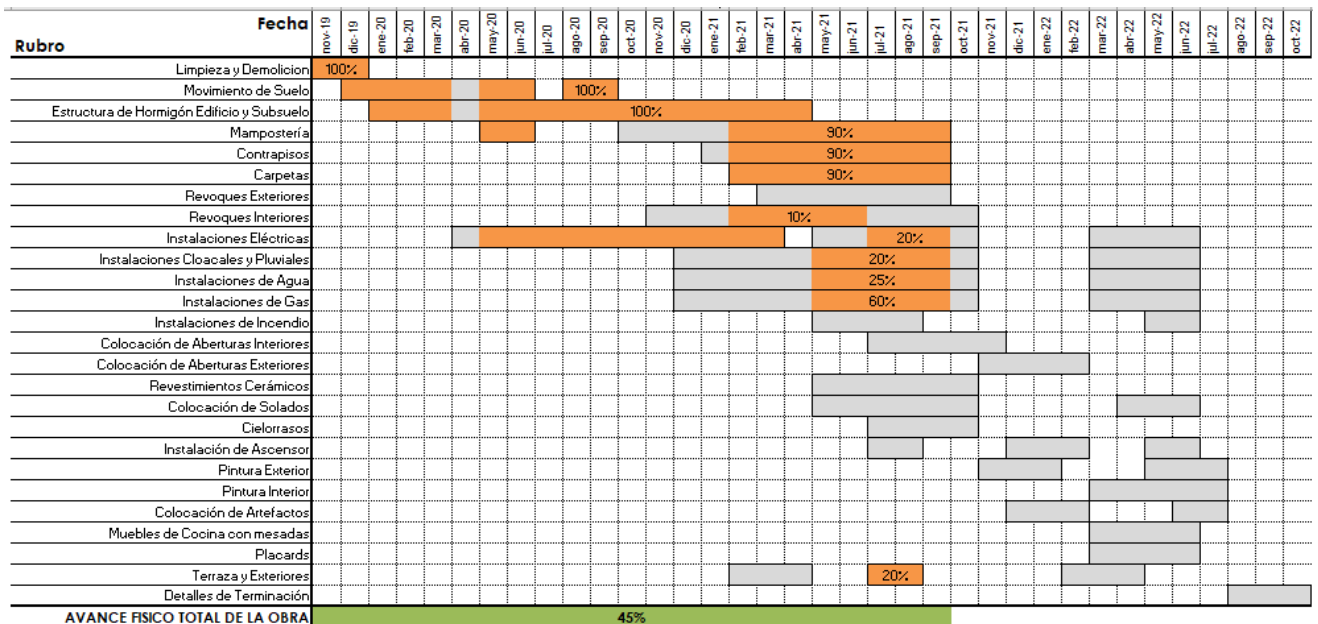 Fecha
Rubro
nov-19 dic-19 ene-20 feb-20 mar-20 abr-20 may-20 jun-20 jul-20 ago-20 sep-20 oct-20 nov-20 dic-20 ene-21 feb-21 mar-21 abr-21 may-21 jun-21 jul-21 ago-21 sep-21 oct-21 nov-21 dic-21 ene-22 feb-22 mar-22 abr-22 may-22 jun-22 jul-22 ago-22 sep-22 oct-22
Limpieza y Demolicion 100%
Movimiento de Suelo 100%
Estructura de Hormigón Edificio y Subsuelo 100%
Mampostería 90%
Contrapisos 90%
Carpetas 90%
Revoques Exteriores
Revoques Interiores 10%
Instalaciones Eléctricas 20%
Instalaciones Cloacales y Pluviales 20%
Instalaciones de Agua 25%
Instalaciones de Gas 60%
Instalaciones de Incendio
Colocación de Aberturas Interiores
Colocación de Aberturas Exteriores
Revestimientos Cerámicos
Colocación de Solados
Cielorrasos
Instalación de Ascensor
Pintura Exterior
Pintura Interior
Colocación de Artefactos
Muebles de Cocina con mesadas
Placards
Terraza y Exteriores 20%
Detalles de Terminación
AVANCE FISICO TOTAL DE LA OBRA 45%